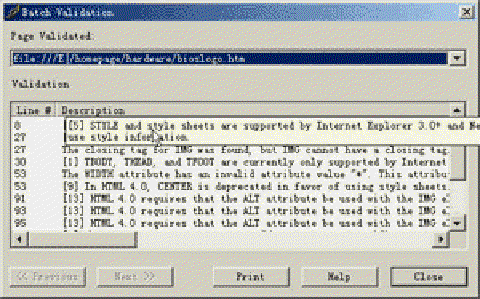 Batch Validation
Page Validated:
file:///E|/homepage/hardware/bioslogo.htm
Validation
Line # Description
8 [[5] STYLE and style sheets are supported by Internet Explorer 3.0+ and Ne
27 use style information.
27 The closing tag for IMG was found, but IMG cannot have a closing tag
30 [1] TBODY, THEAD, and TFOOT are currently only supported by Internet
53 The WIDTH attribute has an invalid attribute value "*". This attribu
53 [9] In HTML 4.0, CENTER is deprecated in favor of using style sheets
91 [13] HTML 4.0 requires that the ALT attribute be used with the IMG el
93 [13] HTML 4.0 requires that the ALT attribute be used with the IMG el
95 [13] HTML 4.0 requires that the ALT attribute be used with the IMG el
<< Previous Next >> Print Help Close